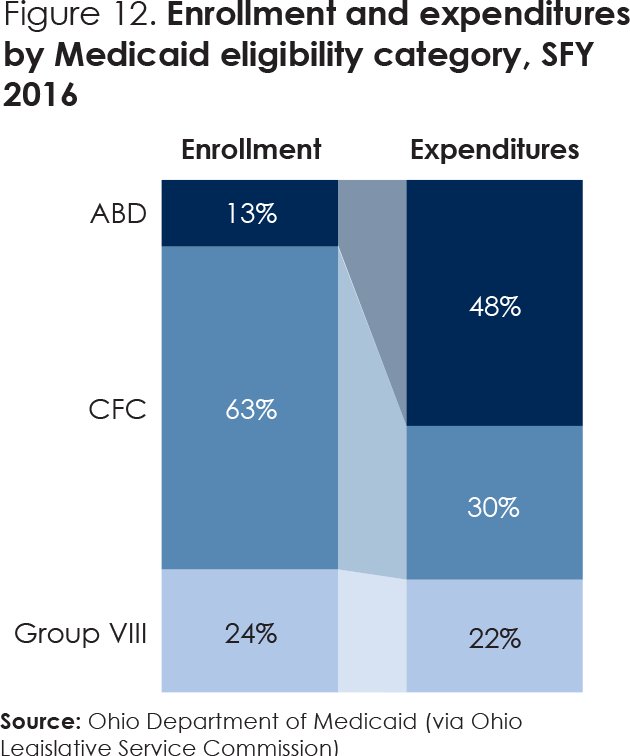 Figure 12. Enrollment and expenditures
by Medicaid eligibility category, SFY
2016
Enrollment Expenditures
ABD 13% 48%
CFC 63% 30%
Group VIII 24% 22%
Source: Ohio Department of Medicaid (via Ohio
Legislative Service Commission)